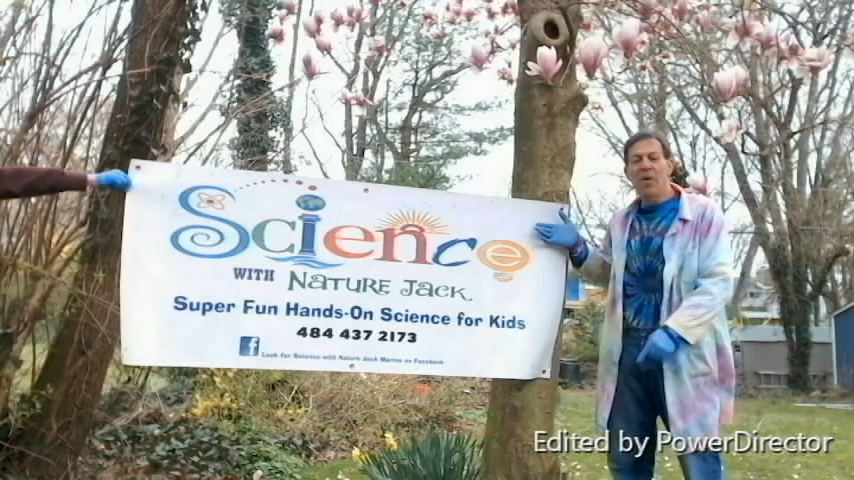 Science
WITH NATURE JACK
Super Fun Hands-On Science for Kids
484 437 2173
f Look for Science with Nature Jack Marine on Facebook
Edited by PowerDirector